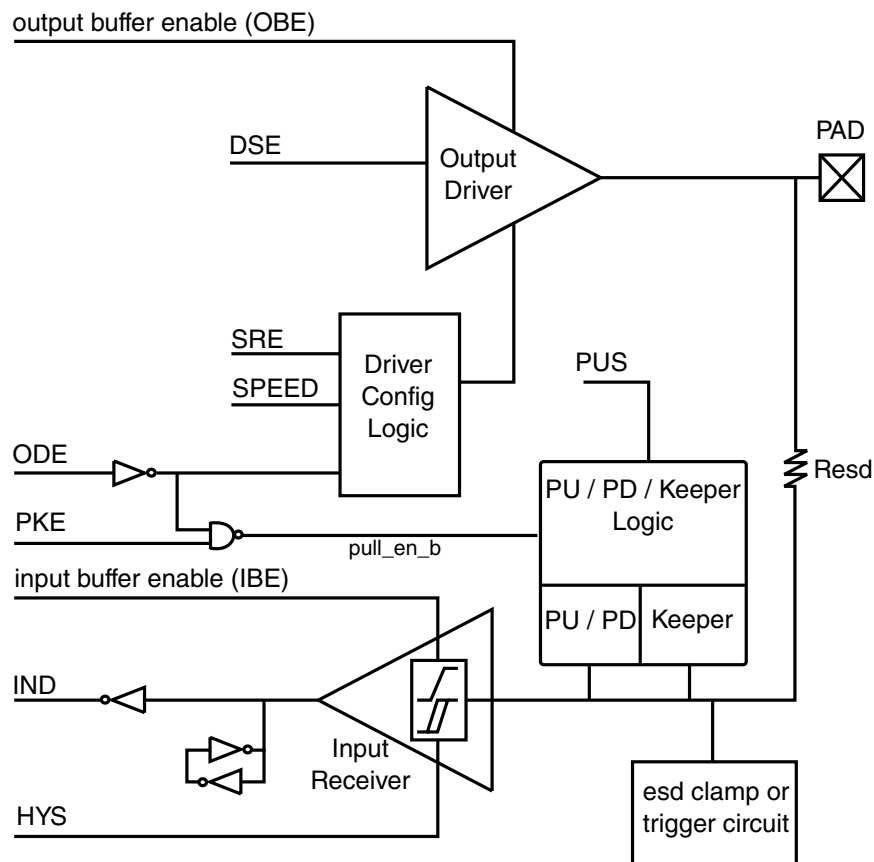 output buffer enable (OBE)
PAD
DSE
Output
Driver
SRE
SPEED
Driver
Config
Logic
PUS
ODE
PKE
pull_en_b
PU / PD / Keeper
Logic
Resd
input buffer enable (IBE)
PU / PD
Keeper
IND
Input
Receiver
HYS
esd clamp or
trigger circuit